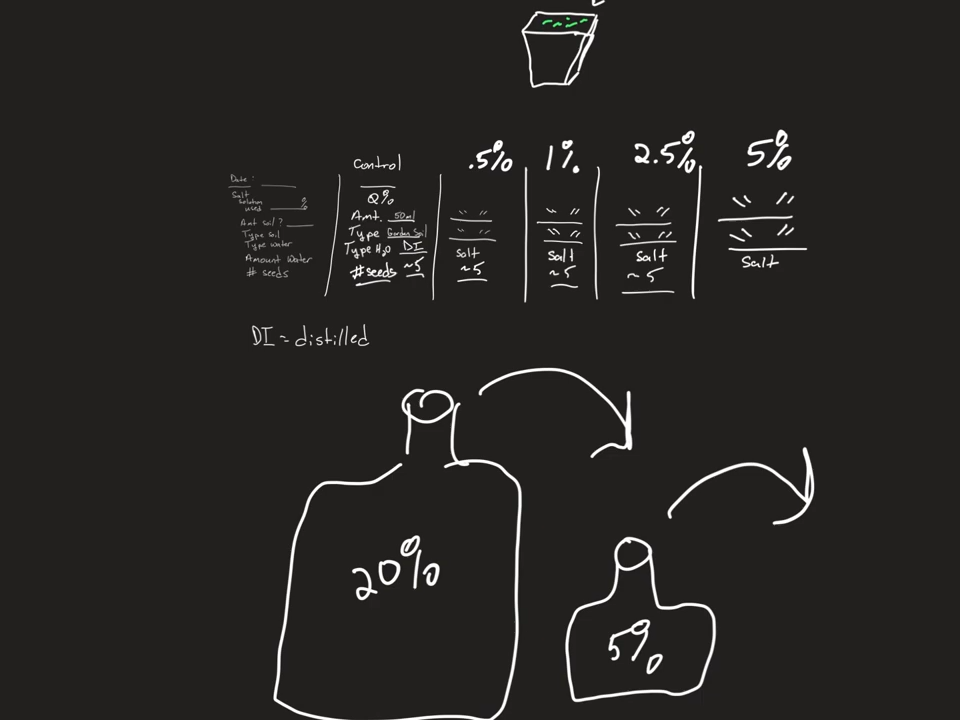 control .5% 1% 2.5% 5%
Date:
Salt
solution
used %
Amt soil?
Type soil
Type water
Amount water
# seeds
0%
Amt. 50ml
Type Garden Soil
Type H2O DI
# seeds ~5
" "
" "
Salt
~5
" "
" "
Salt
~5
" "
" "
Salt
~5
" "
" "
Salt
DI = distilled
20%
5%